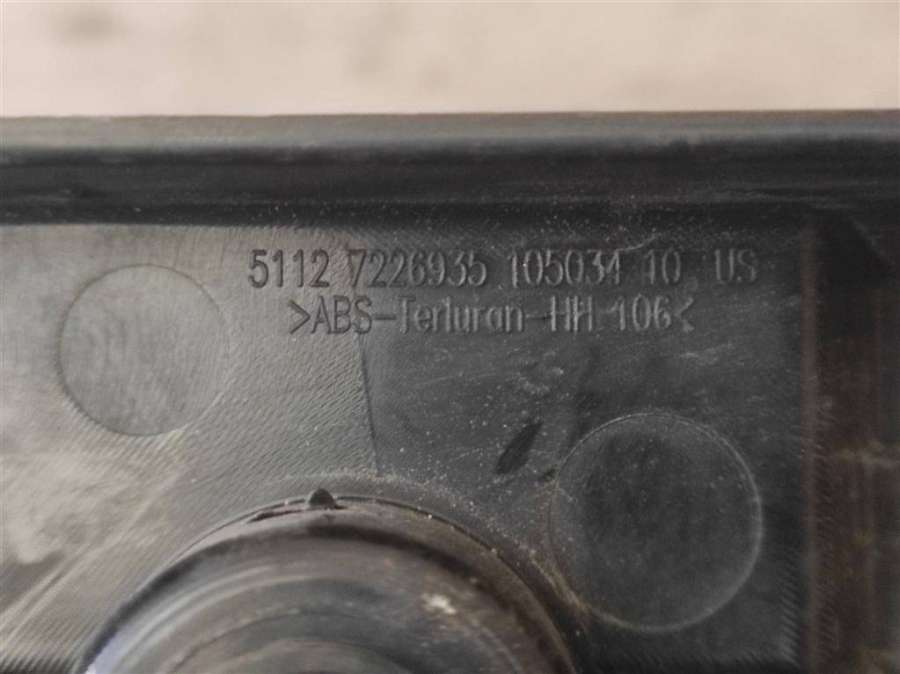 5112 7226935 105034 10 US
>ABS-Terluran-HH 106<